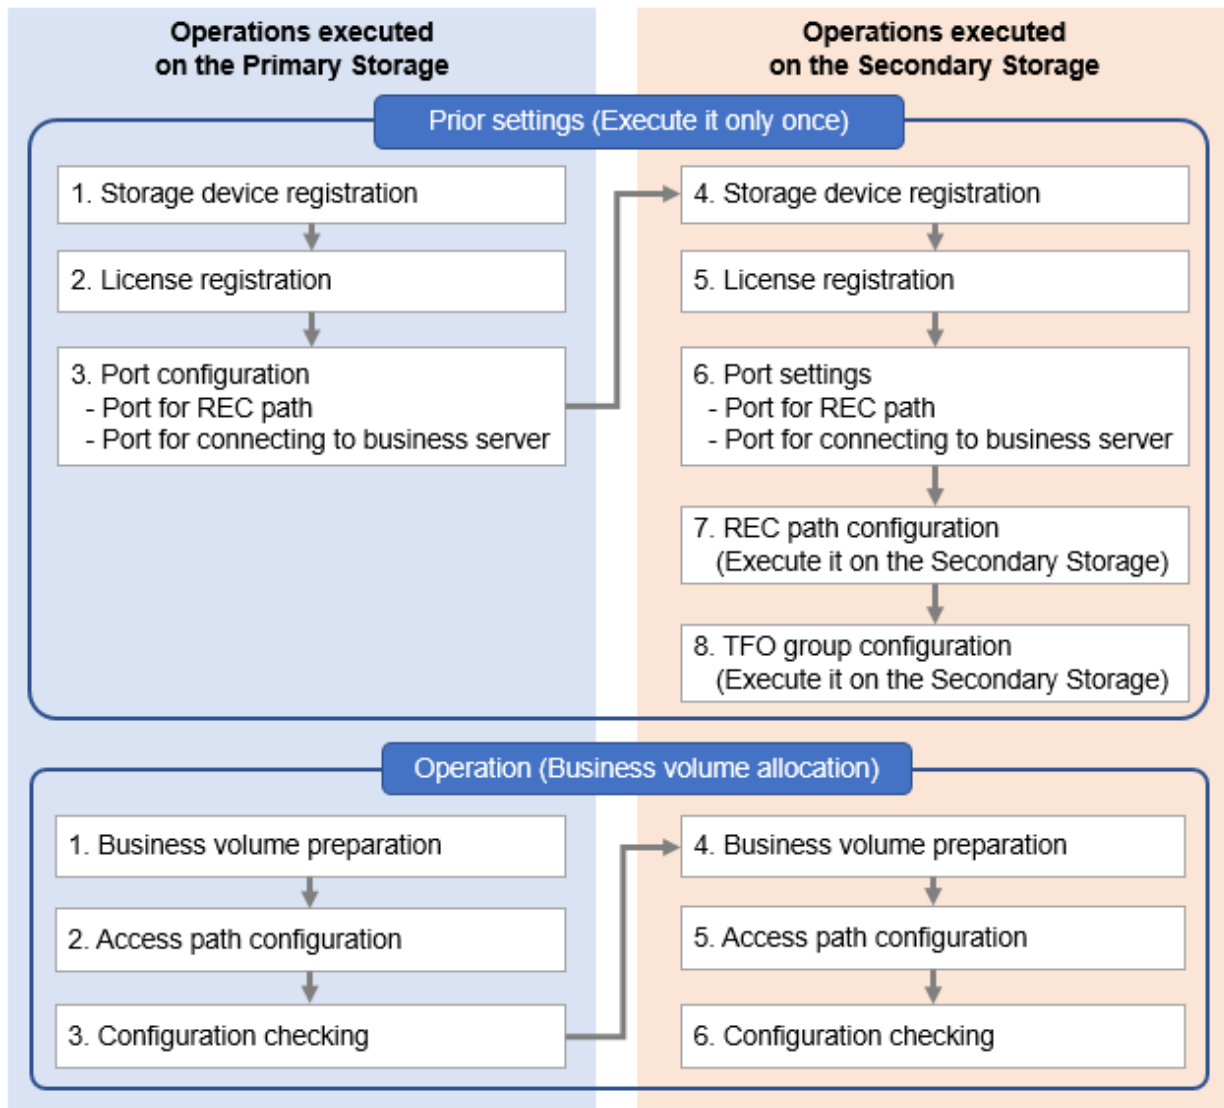 Operations executed
on the Primary Storage
Operations executed
on the Secondary Storage
Prior settings (Execute it only once)
1. Storage device registration
2. License registration
3. Port configuration
- Port for REC path
- Port for connecting to business server
4. Storage device registration
5. License registration
6. Port settings
- Port for REC path
- Port for connecting to business server
7. REC path configuration
(Execute it on the Secondary Storage)
8. TFO group configuration
(Execute it on the Secondary Storage)
Operation (Business volume allocation)
1. Business volume preparation
2. Access path configuration
3. Configuration checking
4. Business volume preparation
5. Access path configuration
6. Configuration checking